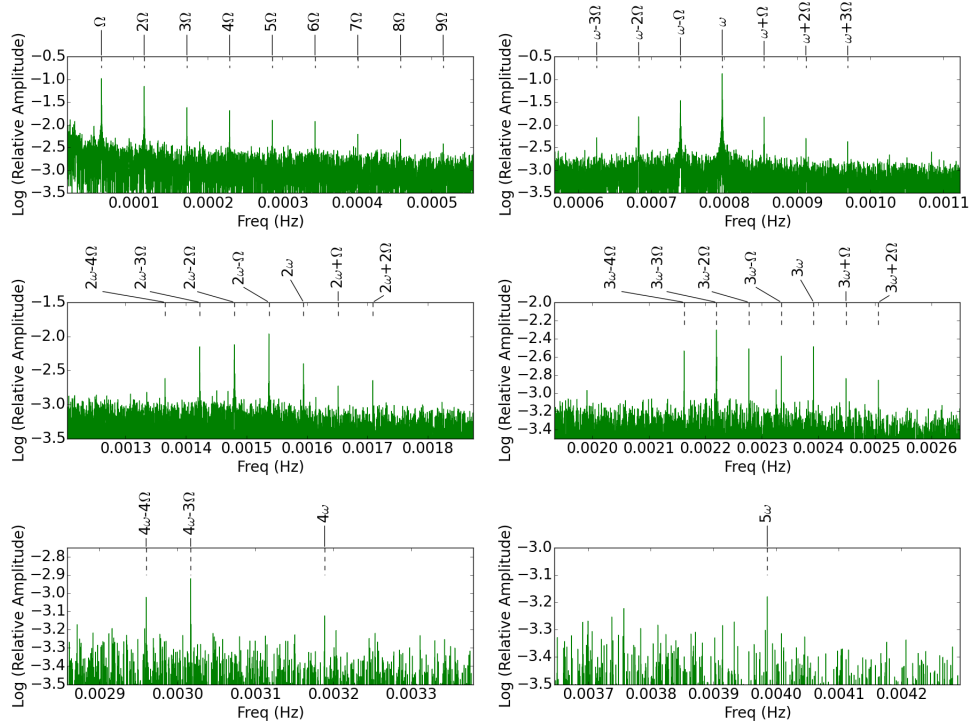 Ω 2Ω 3Ω 4Ω 5Ω 6Ω 7Ω 8Ω 9Ω
−0.5
−1.0
−1.5
−2.0
−2.5
−3.0
−3.5
Log (Relative Amplitude)
0.0001 0.0002 0.0003 0.0004 0.0005
Freq (Hz)
ω-3Ω ω-2Ω ω-Ω ω ω+Ω ω+2Ω ω+3Ω
−0.5
−1.0
−1.5
−2.0
−2.5
−3.0
−3.5
Log (Relative Amplitude)
0.0006 0.0007 0.0008 0.0009 0.0010 0.0011
Freq (Hz)
2ω-4Ω 2ω-3Ω 2ω-2Ω 2ω-Ω 2ω 2ω+Ω 2ω+2Ω
−1.5
−2.0
−2.5
−3.0
−3.5
Log (Relative Amplitude)
0.0013 0.0014 0.0015 0.0016 0.0017 0.0018
Freq (Hz)
3ω-4Ω 3ω-3Ω 3ω-2Ω 3ω-Ω 3ω 3ω+Ω 3ω+2Ω
−2.0
−2.2
−2.4
−2.6
−2.8
−3.0
−3.2
−3.4
Log (Relative Amplitude)
0.0020 0.0021 0.0022 0.0023 0.0024 0.0025 0.0026
Freq (Hz)
4ω-4Ω 4ω-3Ω 4ω
−2.8
−2.9
−3.0
−3.1
−3.2
−3.3
−3.4
−3.5
Log (Relative Amplitude)
0.0029 0.0030 0.0031 0.0032 0.0033
Freq (Hz)
5ω
−3.0
−3.1
−3.2
−3.3
−3.4
−3.5
Log (Relative Amplitude)
0.0037 0.0038 0.0039 0.0040 0.0041 0.0042
Freq (Hz)